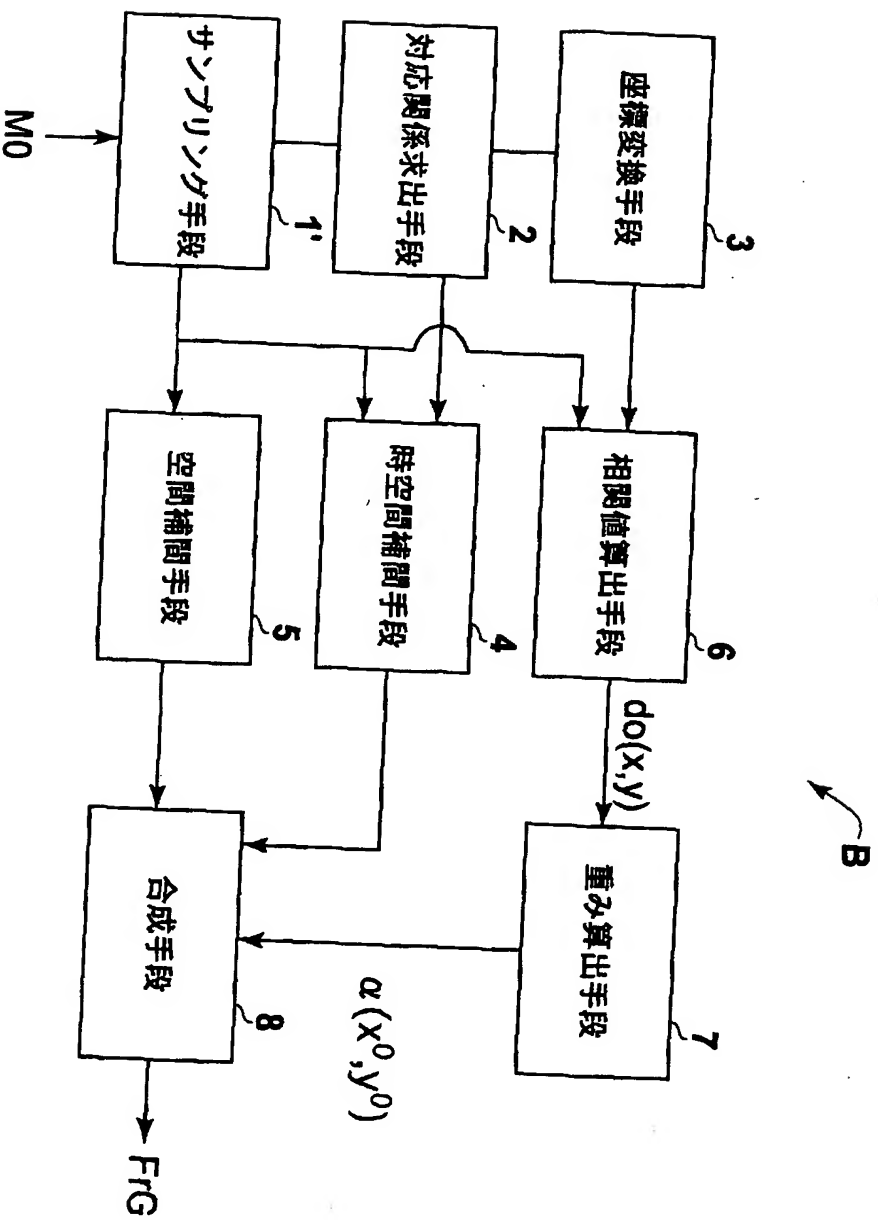 B
座標変換手段
3
対応関係求出手段
2
サンプリング手段
1'
M0
相関値算出手段
6
do(x,y)
時空間補間手段
4
空間補間手段
5
重み算出手段
7
α(x⁰,y⁰)
合成手段
8
FrG